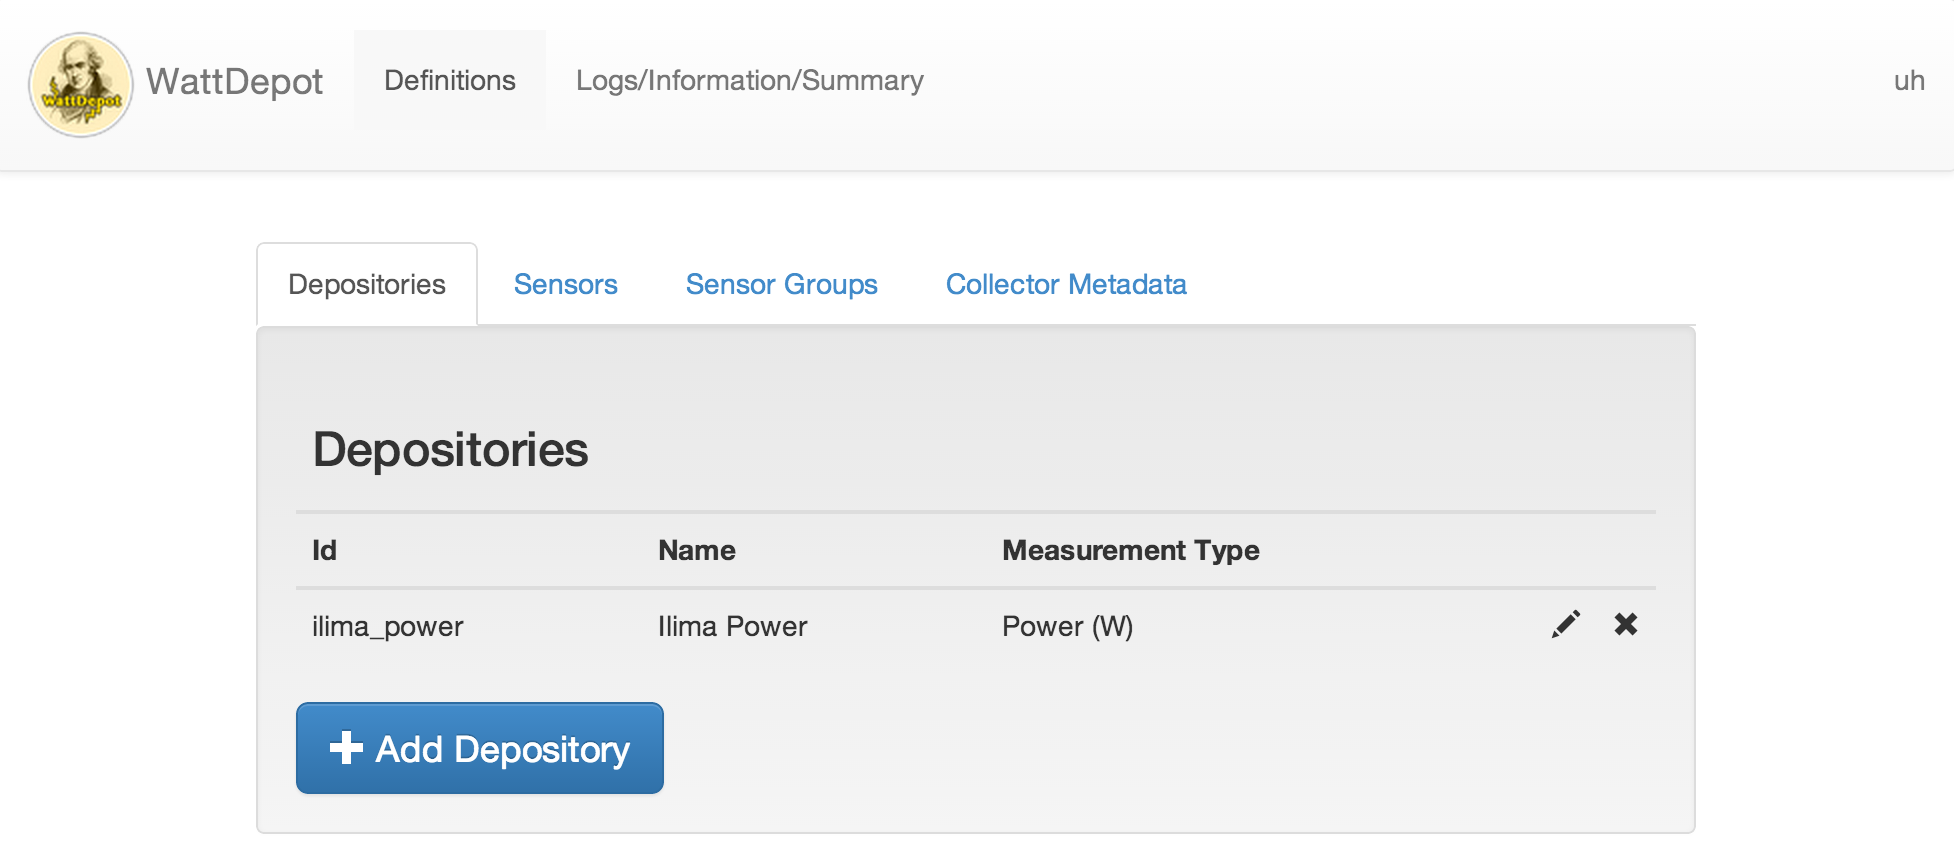 WattDepot
WattDepot Definitions Logs/Information/Summary uh
Depositories Sensors Sensor Groups Collector Metadata
Depositories
Id Name Measurement Type
ilima_power Ilima Power Power (W)
Add Depository